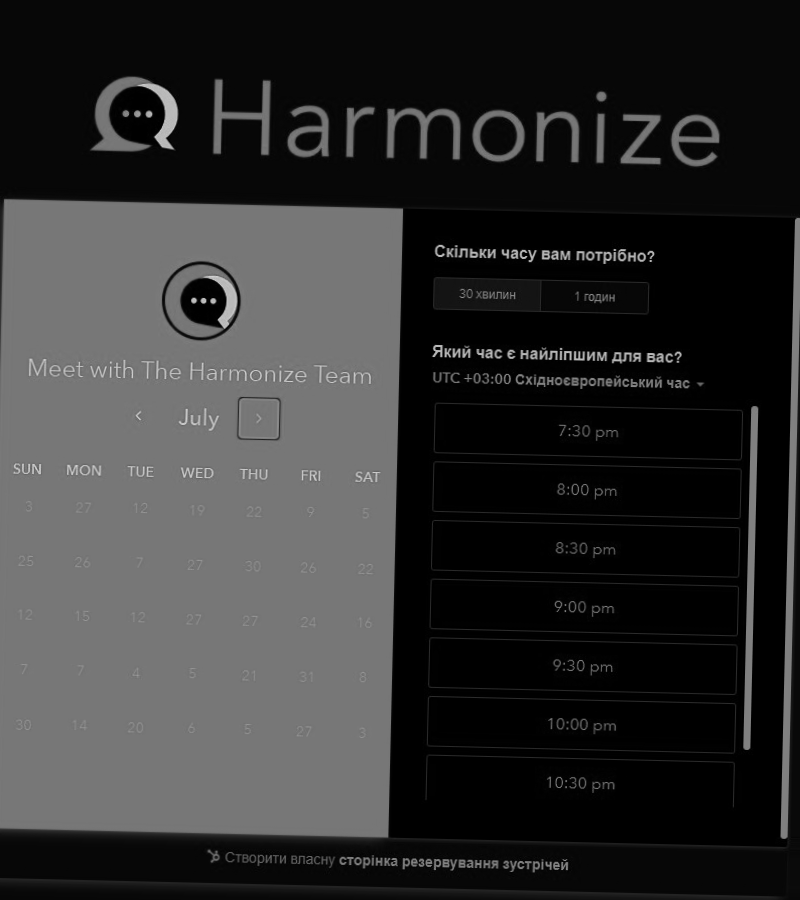 Harmonize
Meet with The Harmonize Team
July
SUN MON TUE WED THU FRI SAT
3 27 12 19 22 9 5
25 26 7 27 30 26 22
12 15 12 27 27 24 16
7 7 4 5 21 31 8
30 14 20 6 5 27 3
Скільки часу вам потрібно?
30 хвилин 1 годин
Який час є найліпшим для вас?
UTC +03:00 Східноєвропейський час
7:30 pm
8:00 pm
8:30 pm
9:00 pm
9:30 pm
10:00 pm
10:30 pm
Створити власну сторінка резервування зустрічей